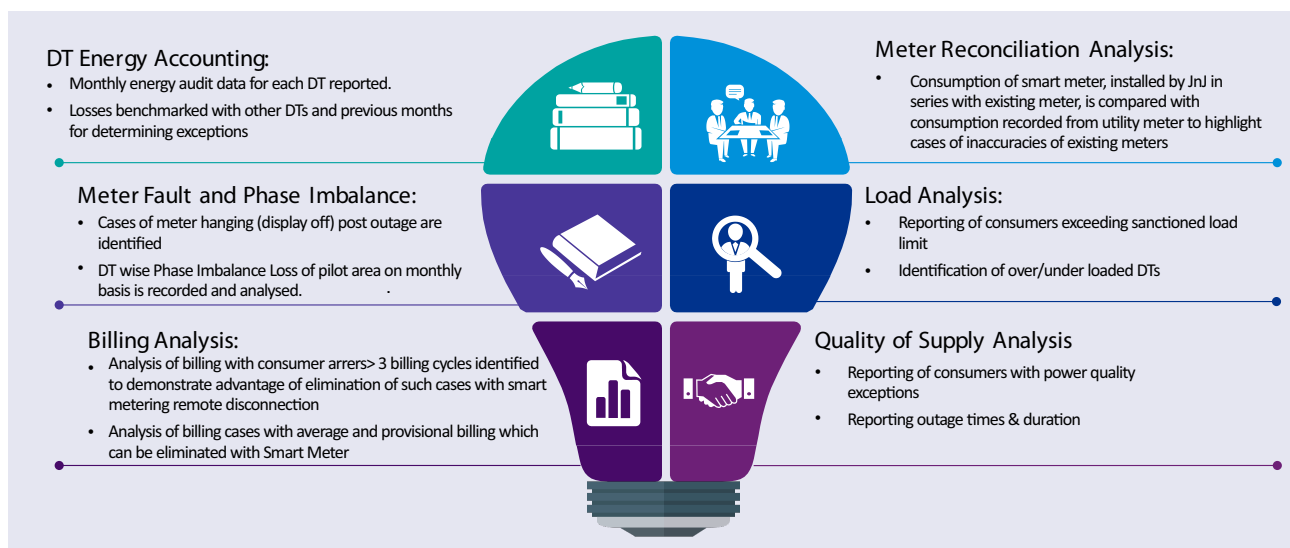 DT Energy Accounting:
• Monthly energy audit data for each DT reported.
• Losses benchmarked with other DTs and previous months
for determining exceptions
Meter Reconciliation Analysis:
• Consumption of smart meter, installed by JnJ in
series with existing meter, is compared with
consumption recorded from utility meter to highlight
cases of inaccuracies of existing meters
Meter Fault and Phase Imbalance:
• Cases of meter hanging (display off) post outage are
identified
• DT wise Phase Imbalance Loss of pilot area on monthly
basis is recorded and analysed. .
Load Analysis:
• Reporting of consumers exceeding sanctioned load
limit
• Identification of over/under loaded DTs
Billing Analysis:
• Analysis of billing with consumer arrers> 3 billing cycles identified
to demonstrate advantage of elimination of such cases with smart
metering remote disconnection
• Analysis of billing cases with average and provisional billing which
can be eliminated with Smart Meter
Quality of Supply Analysis
• Reporting of consumers with power quality
exceptions
• Reporting outage times & duration